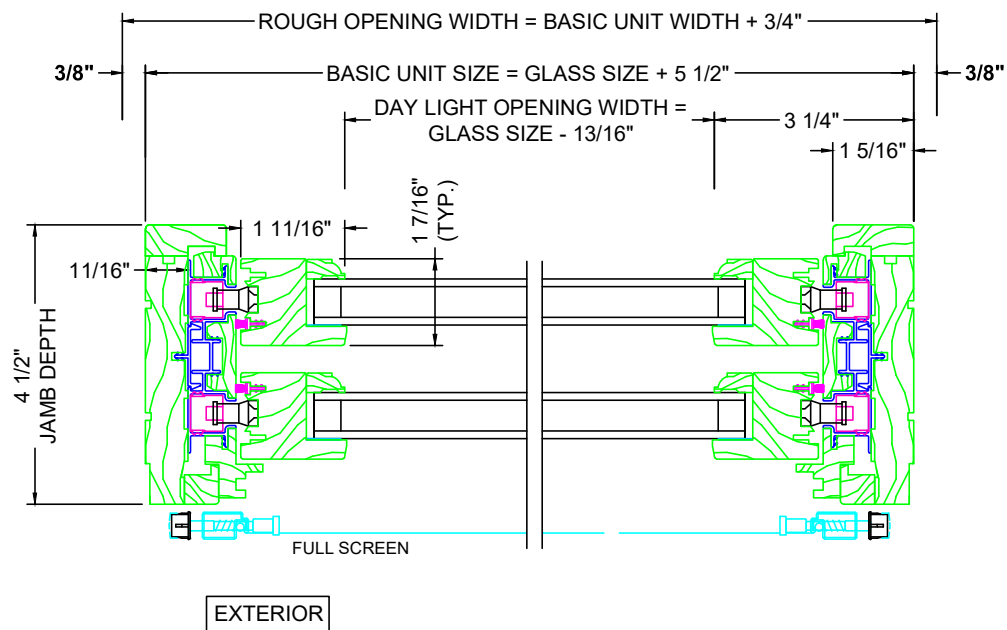 ROUGH OPENING WIDTH = BASIC UNIT WIDTH + 3/4"
3/8"
BASIC UNIT SIZE = GLASS SIZE + 5 1/2"
3/8"
DAY LIGHT OPENING WIDTH =
GLASS SIZE - 13/16"
3 1/4"
1 5/16"
1 11/16"
1 7/16"
(TYP.)
11/16"
4 1/2"
JAMB DEPTH
FULL SCREEN
EXTERIOR